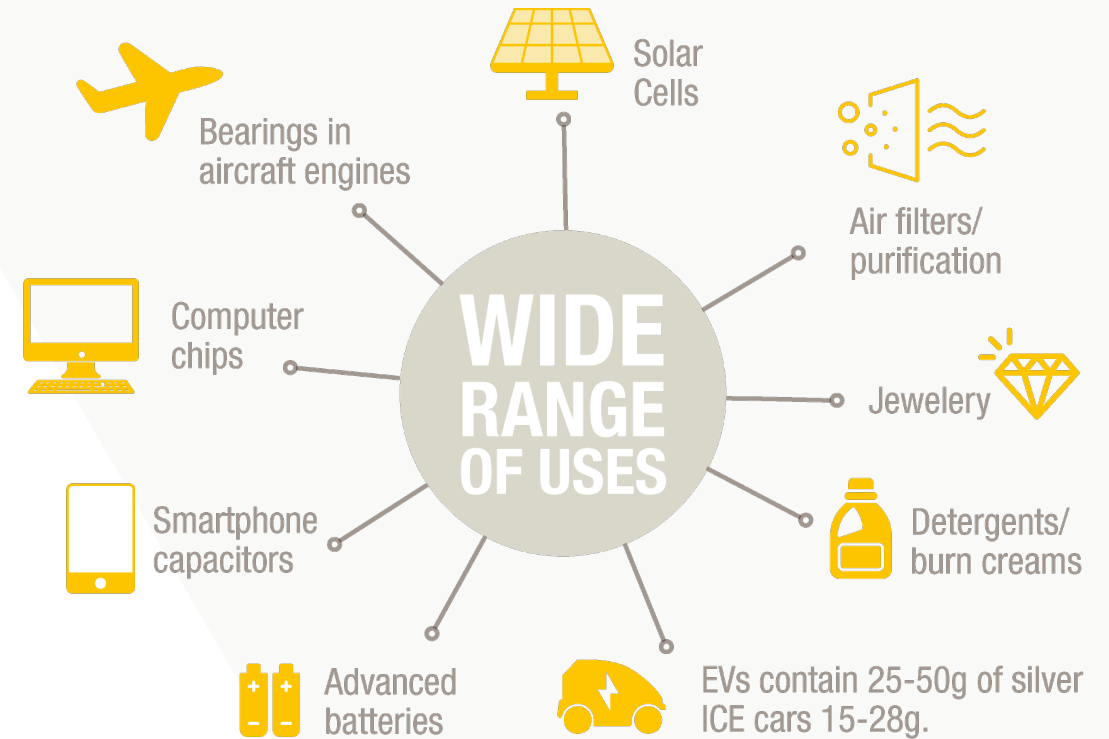 Solar
Cells
Bearings in
aircraft engines
Air filters/
purification
Computer
chips
WIDE
RANGE
OF USES
Jewelery
Smartphone
capacitors
Detergents/
burn creams
Advanced
batteries
EVs contain 25-50g of silver
ICE cars 15-28g.